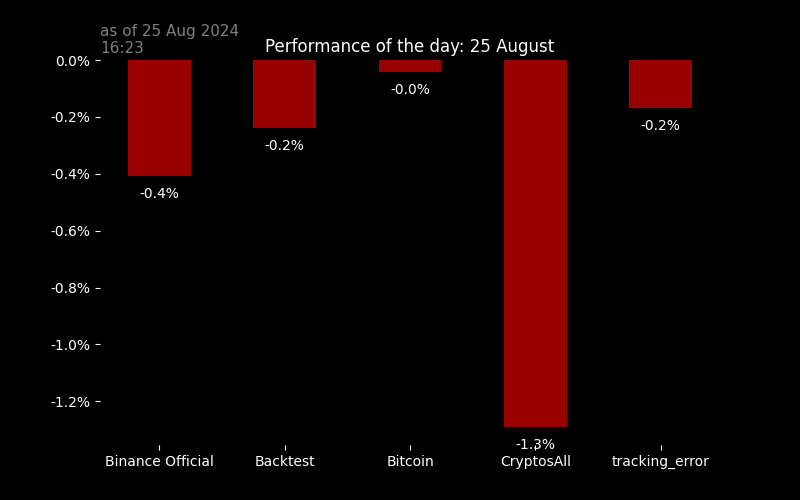 as of 25 Aug 2024
16:23
Performance of the day: 25 August
0.0%
-0.2%
-0.4%
-0.6%
-0.8%
-1.0%
-1.2%
-0.4%
-0.2%
-0.0%
-1.3%
-0.2%
Binance Official
Backtest
Bitcoin
CryptosAll
tracking_error